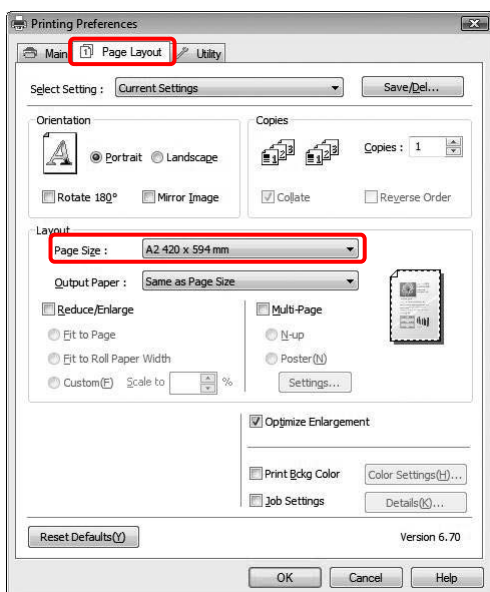 Printing Preferences
Main Page Layout Utility
Select Setting : Current Settings Save/Del...
Orientation
Portrait Landscape
Rotate 180° Mirror Image
Copies
Copies : 1
Collate Reverse Order
Layout
Page Size : A2 420 x 594 mm
Output Paper : Same as Page Size
Reduce/Enlarge
Fit to Page
Fit to Roll Paper Width
Custom(F) Scale to %
Multi-Page
N-up
Poster(N)
Settings...
Optimize Enlargement
Print Bckg Color Color Settings(H)...
Job Settings Details(K)...
Reset Defaults(Y) Version 6.70
OK Cancel Help